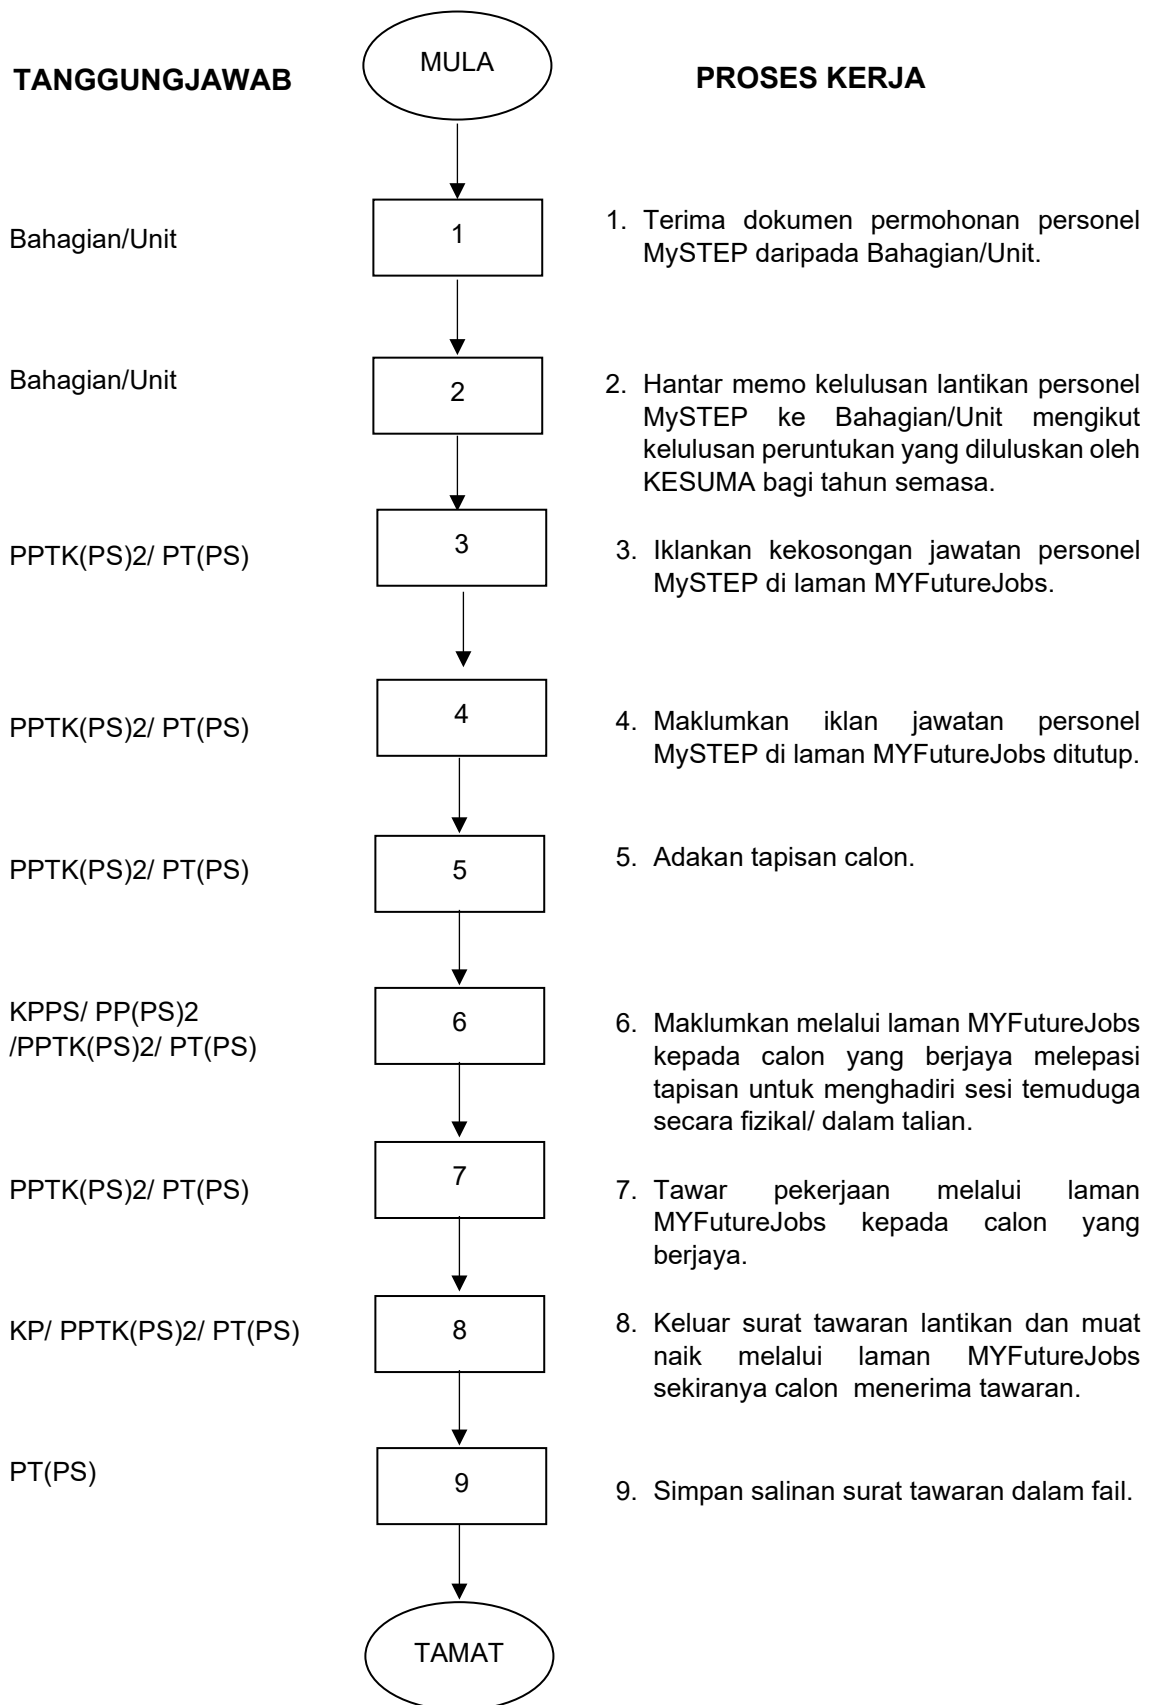 MULA
TANGGUNGJAWAB
PROSES KERJA
Bahagian/Unit
1
1. Terima dokumen permohonan personel
MySTEP daripada Bahagian/Unit.
Bahagian/Unit
2
2. Hantar memo kelulusan lantikan personel
MySTEP ke Bahagian/Unit mengikut
kelulusan peruntukan yang diluluskan oleh
KESUMA bagi tahun semasa.
PPTK(PS)2/ PT(PS)
3
3. Iklankan kekosongan jawatan personel
MySTEP di laman MYFutureJobs.
PPTK(PS)2/ PT(PS)
4
4. Maklumkan iklan jawatan personel
MySTEP di laman MYFutureJobs ditutup.
PPTK(PS)2/ PT(PS)
5
5. Adakan tapisan calon.
KPPS/ PP(PS)2
/PPTK(PS)2/ PT(PS)
6
6. Maklumkan melalui laman MYFutureJobs
kepada calon yang berjaya melepasi
tapisan untuk menghadiri sesi temuduga
secara fizikal/ dalam talian.
PPTK(PS)2/ PT(PS)
7
7. Tawar pekerjaan melalui laman
MYFutureJobs kepada calon yang
berjaya.
KP/ PPTK(PS)2/ PT(PS)
8
8. Keluar surat tawaran lantikan dan muat
naik melalui laman MYFutureJobs
sekiranya calon menerima tawaran.
PT(PS)
9
9. Simpan salinan surat tawaran dalam fail.
TAMAT